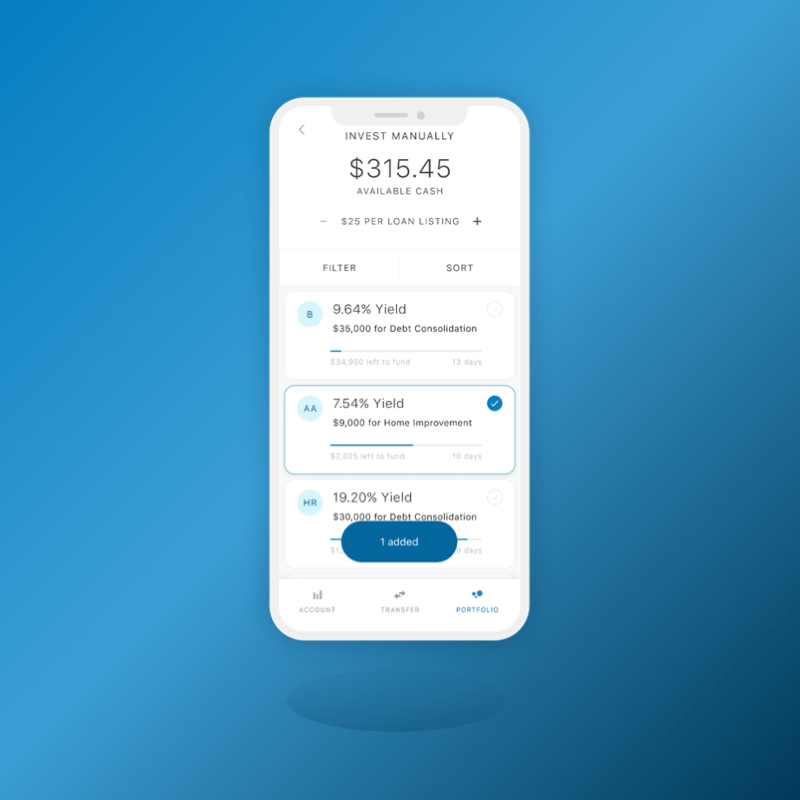 INVEST MANUALLY
$315.45
AVAILABLE CASH
− $25 PER LOAN LISTING +
FILTER SORT
B 9.64% Yield
$35,000 for Debt Consolidation
$34,950 left to fund 13 days
AA 7.54% Yield
$9,000 for Home Improvement
$2,025 left to fund 10 days
HR 19.20% Yield
$30,000 for Debt Consolidation
1 added
days
ACCOUNT TRANSFER PORTFOLIO